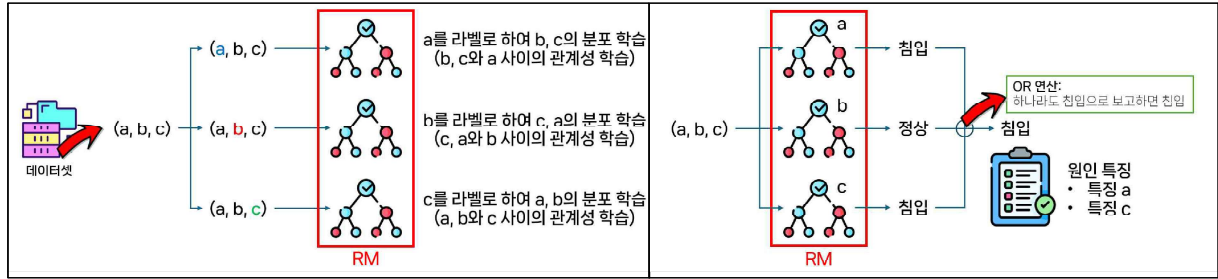 데이터셋
(a, b, c)
(a, b, c)
(a, b, c)
(a, b, c)
RM
a를 라벨로 하여 b, c의 분포 학습
(b, c와 a 사이의 관계성 학습)
b를 라벨로 하여 c, a의 분포 학습
(c, a와 b 사이의 관계성 학습)
c를 라벨로 하여 a, b의 분포 학습
(a, b와 c 사이의 관계성 학습)
(a, b, c)
a
b
c
RM
침입
정상
침입
OR 연산:
하나라도 침입으로 보고하면 침입
침입
원인 특징
• 특징 a
• 특징 c